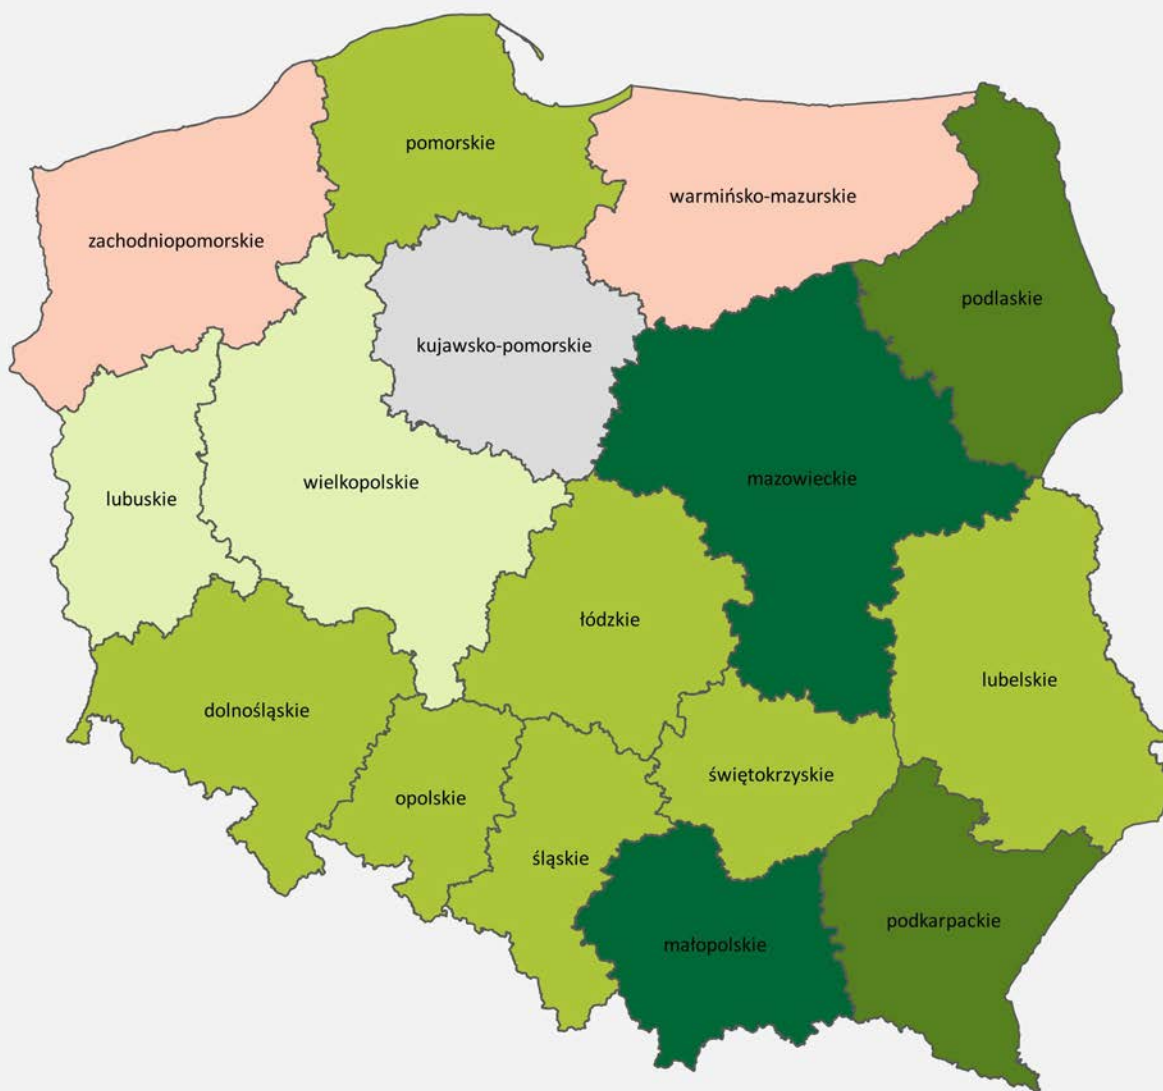 pomorskie
warmińsko-mazurskie
zachodniopomorskie
podlaskie
kujawsko-pomorskie
wielkopolskie
mazowieckie
lubuskie
łódzkie
lubelskie
dolnośląskie
świętokrzyskie
opolskie
śląskie
podkarpackie
małopolskie